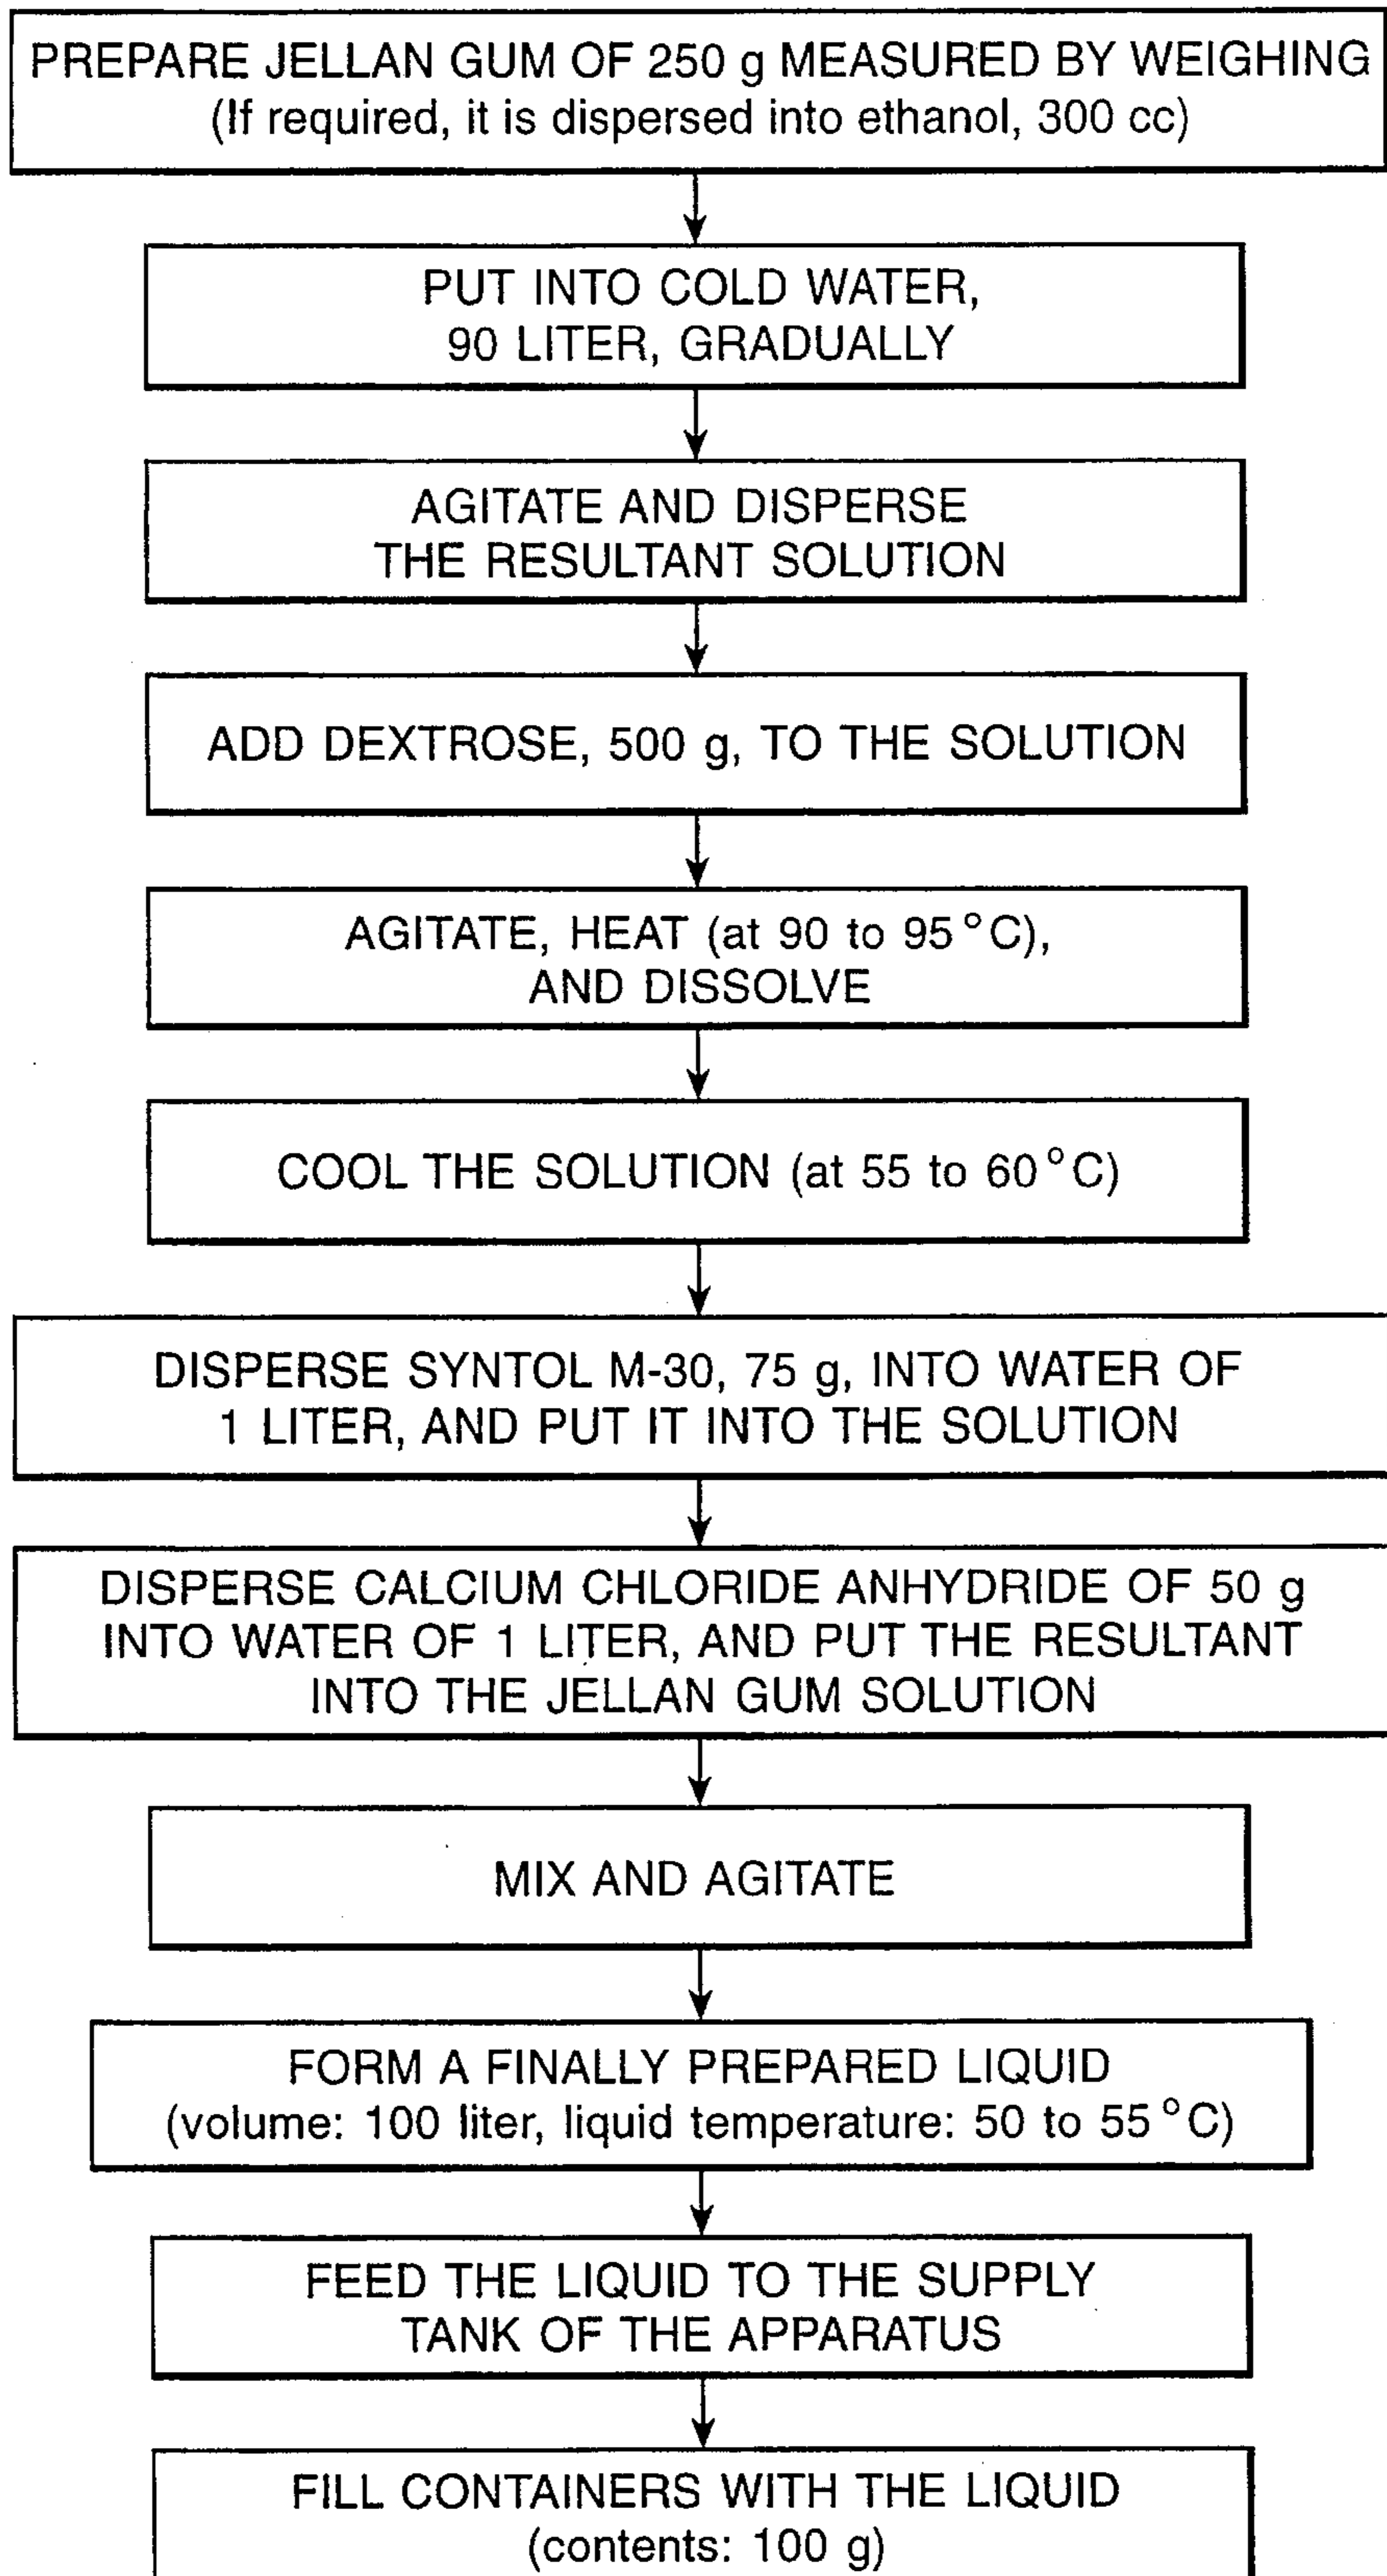 PREPARE JELLAN GUM OF 250 g MEASURED BY WEIGHING
(If required, it is dispersed into ethanol, 300 cc)
PUT INTO COLD WATER,
90 LITER, GRADUALLY
AGITATE AND DISPERSE
THE RESULTANT SOLUTION
ADD DEXTROSE, 500 g, TO THE SOLUTION
AGITATE, HEAT (at 90 to 95°C),
AND DISSOLVE
COOL THE SOLUTION (at 55 to 60°C)
DISPERSE SYNTOL M-30, 75 g, INTO WATER OF
1 LITER, AND PUT IT INTO THE SOLUTION
DISPERSE CALCIUM CHLORIDE ANHYDRIDE OF 50 g
INTO WATER OF 1 LITER, AND PUT THE RESULTANT
INTO THE JELLAN GUM SOLUTION
MIX AND AGITATE
FORM A FINALLY PREPARED LIQUID
(volume: 100 liter, liquid temperature: 50 to 55°C)
FEED THE LIQUID TO THE SUPPLY
TANK OF THE APPARATUS
FILL CONTAINERS WITH THE LIQUID
(contents: 100 g)